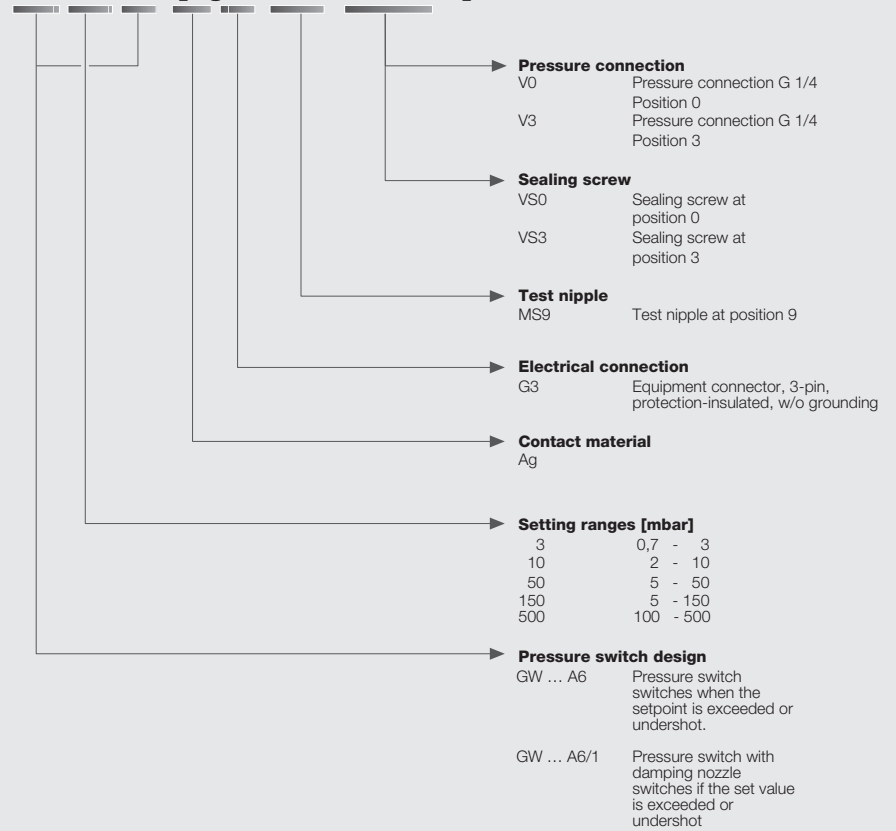 Pressure connection
V0 Pressure connection G 1/4
Position 0
V3 Pressure connection G 1/4
Position 3
Sealing screw
VS0 Sealing screw at
position 0
VS3 Sealing screw at
position 3
Test nipple
MS9 Test nipple at position 9
Electrical connection
G3 Equipment connector, 3-pin,
protection-insulated, w/o grounding
Contact material
Ag
Setting ranges [mbar]
3 0,7 - 3
10 2 - 10
50 5 - 50
150 5 - 150
500 100 - 500
Pressure switch design
GW … A6 Pressure switch
switches when the
setpoint is exceeded or
undershot.
GW … A6/1 Pressure switch with
damping nozzle
switches if the set value
is exceeded or
undershot